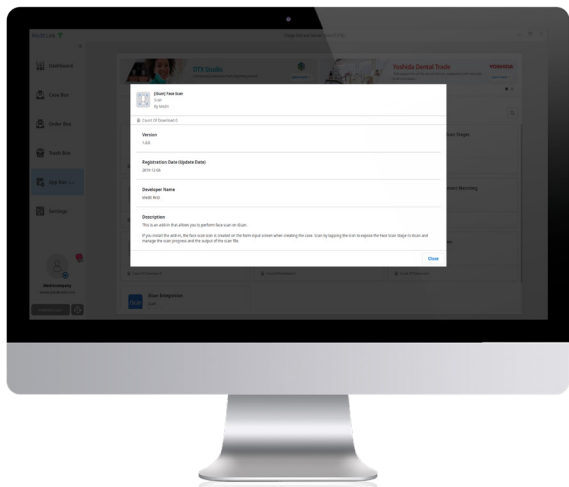 Medit Link
Dashboard
Case Box
Order Box
Trash Box
App Box
Settings
DTX Studio
Yoshida Dental Trade
YOSHIDA
[iScan] Face Scan
iScan
By Medit
Count Of Download 0
Version
1.0.0
Registration Date (Update Date)
2019-12-06
Developer Name
Medit R&D
Description
This is an add-in that allows you to perform face scan on iScan.
If you install the add-in, the face scan icon is created on the Form input screen when creating the case. Scan by tapping the icon to expose the Face Scan Stage to iScan and
manage the scan progress and the output of the scan file.
Close
iScan Integration
iScan